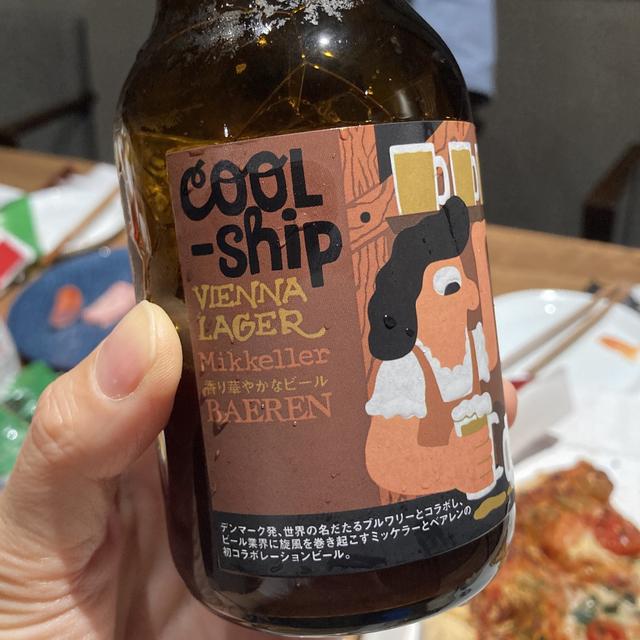 COOL
-ship
VIENNA
LAGER
Mikkeller
香り華やかなビール
BAEREN
デンマーク発、世界の名だたるブルワリーとコラボし、
ビール業界に旋風を巻き起こすミッケラーとベアレンの
初コラボレーションビール。